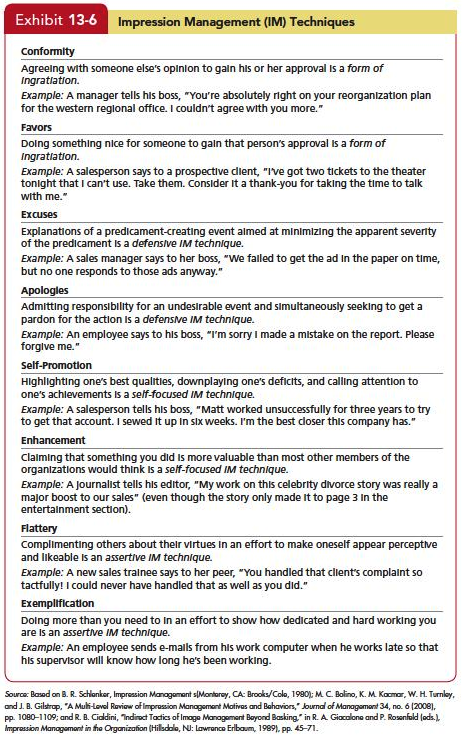 Exhibit 13-6 Impression Management (IM) Techniques
Conformity
Agreeing with someone else's opinion to gain his or her approval is a form of
ingratiation.
Example: A manager tells his boss, "You're absolutely right on your reorganization plan
for the western regional office. I couldn't agree with you more."
Favors
Doing something nice for someone to gain that person's approval is a form of
ingratiation.
Example: A salesperson says to a prospective client, "I've got two tickets to the theater
tonight that I can't use. Take them. Consider it a thank-you for taking the time to talk
with me."
Excuses
Explanations of a predicament-creating event aimed at minimizing the apparent severity
of the predicament is a defensive IM technique.
Example: A sales manager says to her boss, "We failed to get the ad in the paper on time,
but no one responds to those ads anyway."
Apologies
Admitting responsibility for an undesirable event and simultaneously seeking to get a
pardon for the action is a defensive IM technique.
Example: An employee says to his boss, "I'm sorry I made a mistake on the report. Please
forgive me."
Self-Promotion
Highlighting one's best qualities, downplaying one's deficits, and calling attention to
one's achievements is a self-focused IM technique.
Example: A salesperson tells his boss, "Matt worked unsuccessfully for three years to try
to get that account. I sewed it up in six weeks. I'm the best closer this company has."
Enhancement
Claiming that something you did is more valuable than most other members of the
organizations would think is a self-focused IM technique.
Example: A journalist tells his editor, "My work on this celebrity divorce story was really a
major boost to our sales" (even though the story only made it to page 3 in the
entertainment section).
Flattery
Complimenting others about their virtues in an effort to make oneself appear perceptive
and likeable is an assertive IM technique.
Example: A new sales trainee says to her peer, "You handled that client's complaint so
tactfully! I could never have handled that as well as you did."
Exemplification
Doing more than you need to in an effort to show how dedicated and hard working you
are is an assertive IM technique.
Example: An employee sends e-mails from his work computer when he works late so that
his supervisor will know how long he's been working.
Source: Based on B. R. Schlenker, Impression Management s(Monterey, CA: Brooks/Cole, 1980); M. C. Bolino, K. M. Kacmar, W. H. Turnley,
and J. B. Gilstrap, "A Multi-Level Review of Impression Management Motives and Behaviors," Journal of Management 34, no. 6 (2008),
pp. 1080–1109; and R. B. Cialdini, "Indirect Tactics of Image Management Beyond Basking," in R. A. Giacalone and P. Rosenfeld (eds.),
Impression Management in the Organization (Hillsdale, NJ: Lawrence Erlbaum, 1989), pp. 45–71.